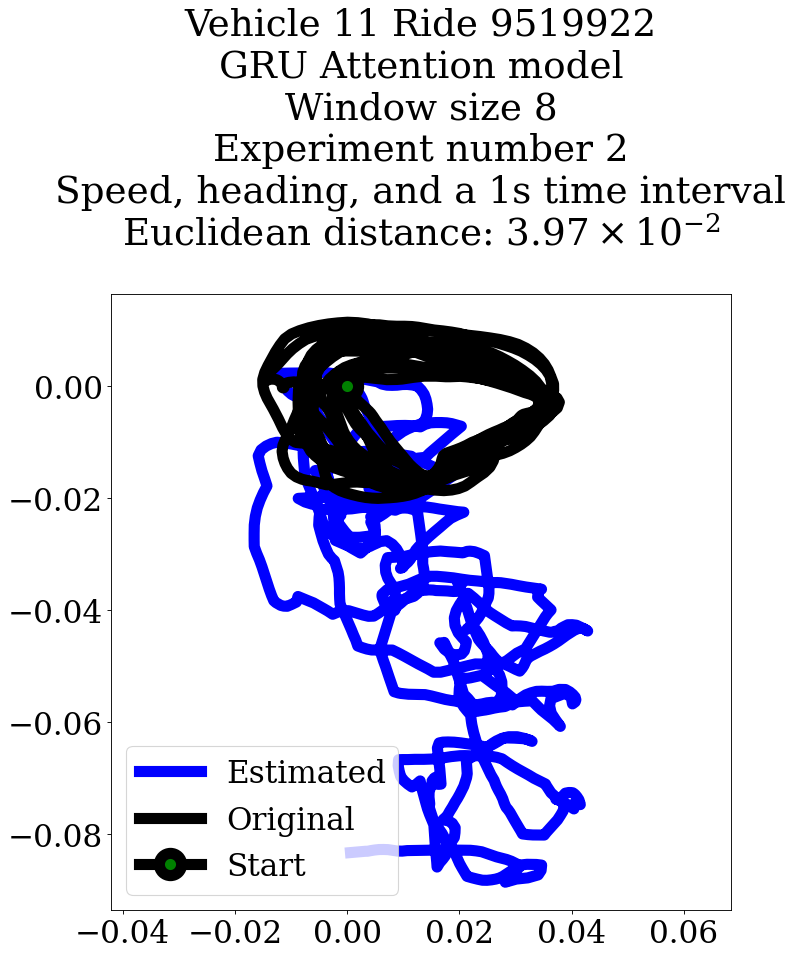 Vehicle 11 Ride 9519922
GRU Attention model
Window size 8
Experiment number 2
Speed, heading, and a 1s time interval
Euclidean distance: 3.97 × 10⁻²
0.00
−0.02
−0.04
−0.06
−0.08
Estimated
Original
Start
−0.04 −0.02 0.00 0.02 0.04 0.06